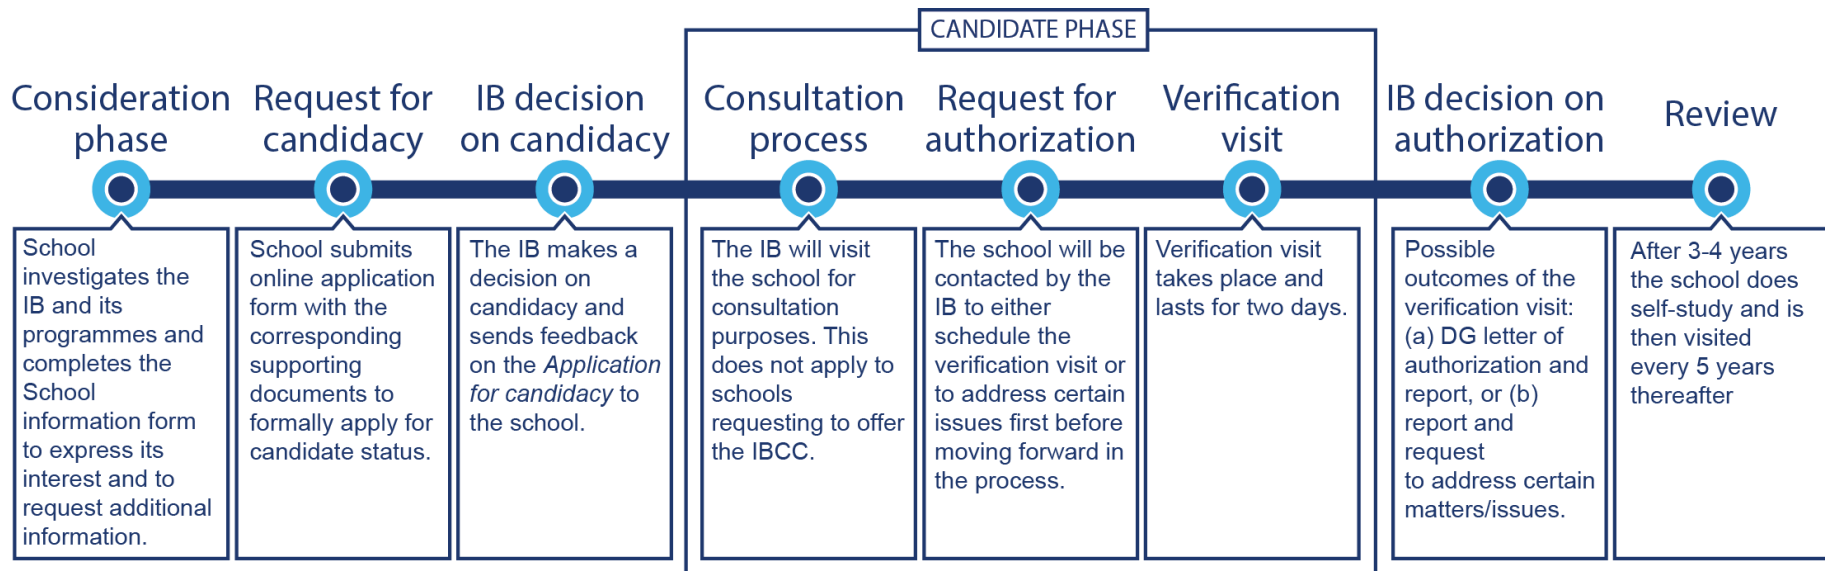 CANDIDATE PHASE
Consideration
phase
Request for
candidacy
IB decision
on candidacy
Consultation
process
Request for
authorization
Verification
visit
IB decision on
authorization
Review
School
investigates the
IB and its
programmes and
completes the
School
information form
to express its
interest and to
request additional
information.
School submits
online application
form with the
corresponding
supporting
documents to
formally apply for
candidate status.
The IB makes a
decision on
candidacy and
sends feedback
on the Application
for candidacy to
the school.
The IB will visit
the school for
consultation
purposes. This
does not apply to
schools
requesting to offer
the IBCC.
The school will be
contacted by the
IB to either
schedule the
verification visit or
to address certain
issues first before
moving forward in
the process.
Verification visit
takes place and
lasts for two days.
Possible
outcomes of the
verification visit:
(a) DG letter of
authorization and
report, or (b)
report and
request
to address certain
matters/issues.
After 3-4 years
the school does
self-study and is
then visited
every 5 years
thereafter